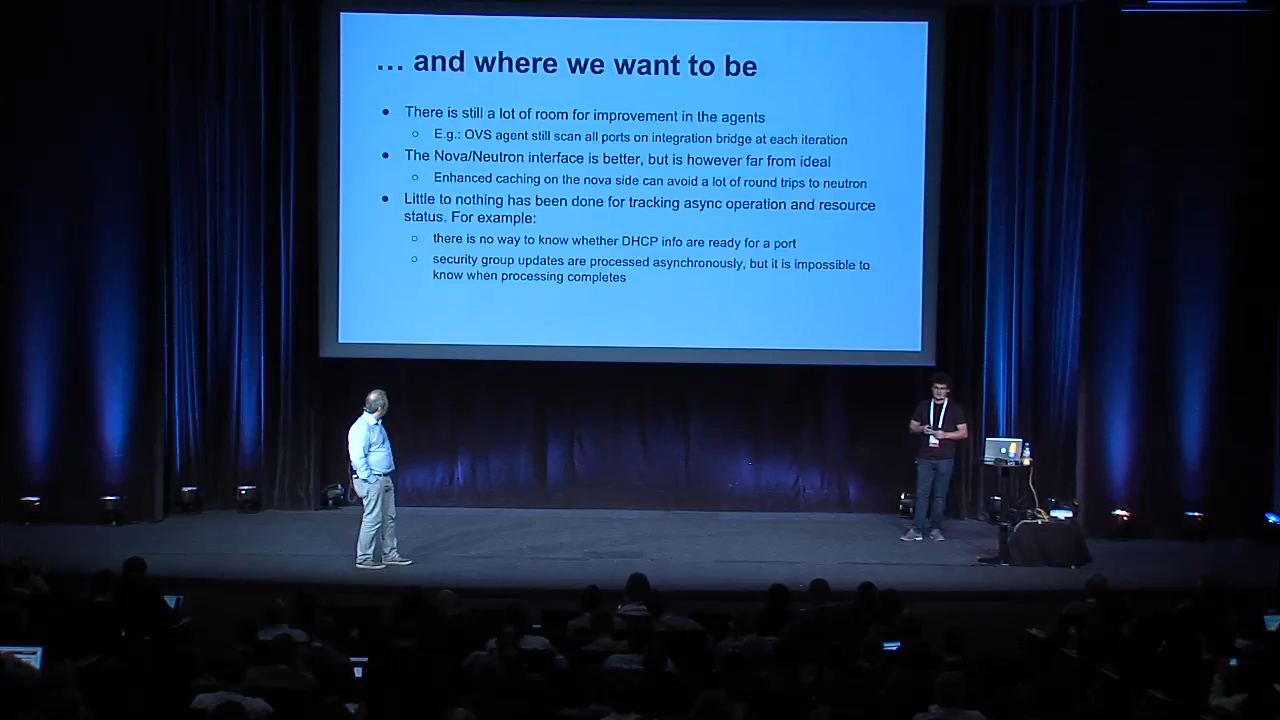 ... and where we want to be
● There is still a lot of room for improvement in the agents
○ E.g.: OVS agent still scan all ports on integration bridge at each iteration
● The Nova/Neutron interface is better, but is however far from ideal
○ Enhanced caching on the nova side can avoid a lot of round trips to neutron
● Little to nothing has been done for tracking async operation and resource
status. For example:
○ there is no way to know whether DHCP info are ready for a port
○ security group updates are processed asynchronously, but it is impossible to
know when processing completes